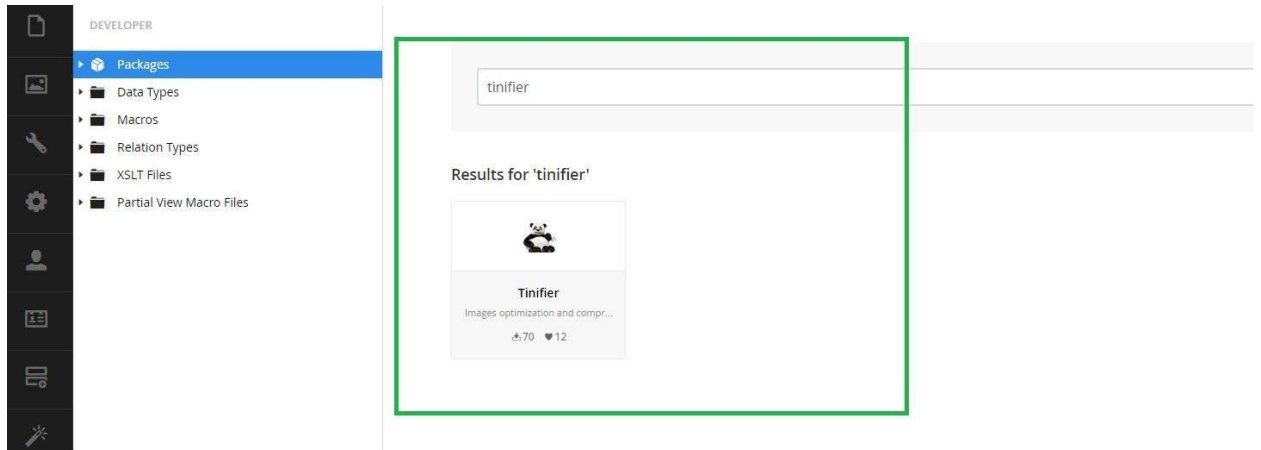 DEVELOPER
Packages
Data Types
Macros
Relation Types
XSLT Files
Partial View Macro Files
tinifier
Results for 'tinifier'
Tinifier
Images optimization and compr...
70 12